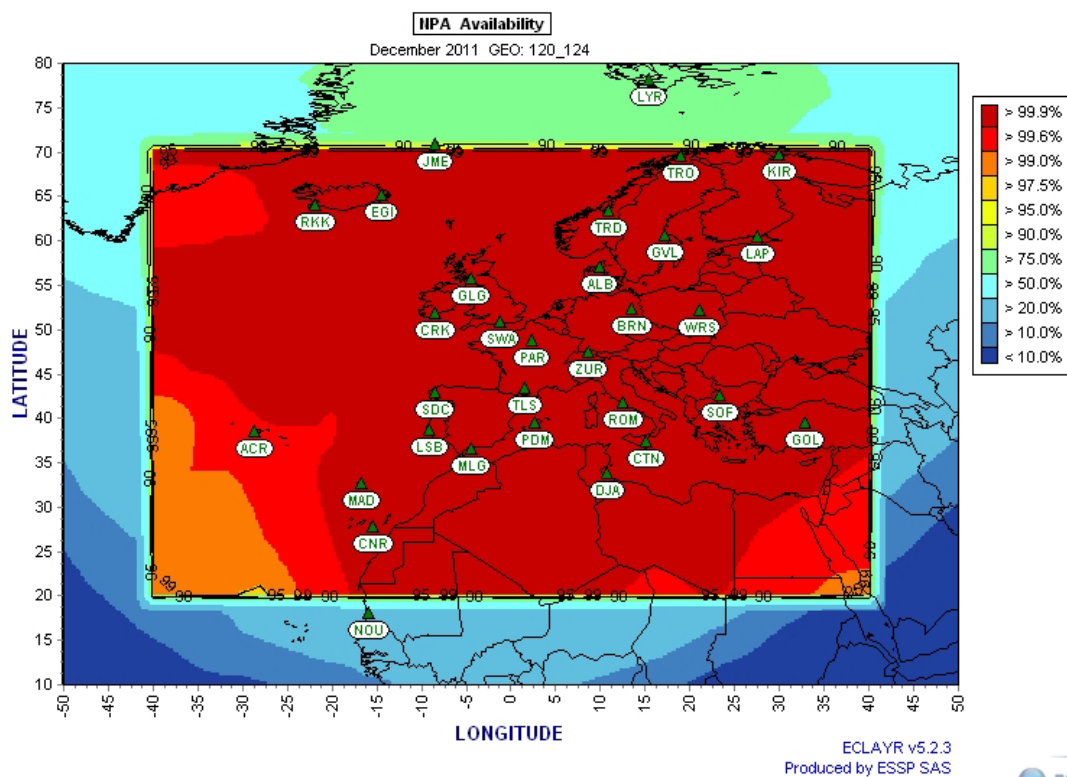 NPA Availability
December 2011 GEO: 120_124
LATITUDE
80
75
70
65
60
55
50
45
40
35
30
25
20
15
10
-50 -45 -40 -35 -30 -25 -20 -15 -10 -5 0 5 10 15 20 25 30 35 40 45 50
LONGITUDE
LYR
JME
TRO
KIR
RKK
EGI
TRD
GVL
LAP
GLG
ALB
CRK
SWA
BRN
WRS
PAR
ZUR
SDC
TLS
ROM
SOF
ACR
LSB
PDM
GOL
MLG
CTN
MAD
DJA
CNR
NOU
> 99.9%
> 99.6%
> 99.0%
> 97.5%
> 95.0%
> 90.0%
> 75.0%
> 50.0%
> 20.0%
> 10.0%
< 10.0%
ECLAYR v5.2.3
Produced by ESSP SAS